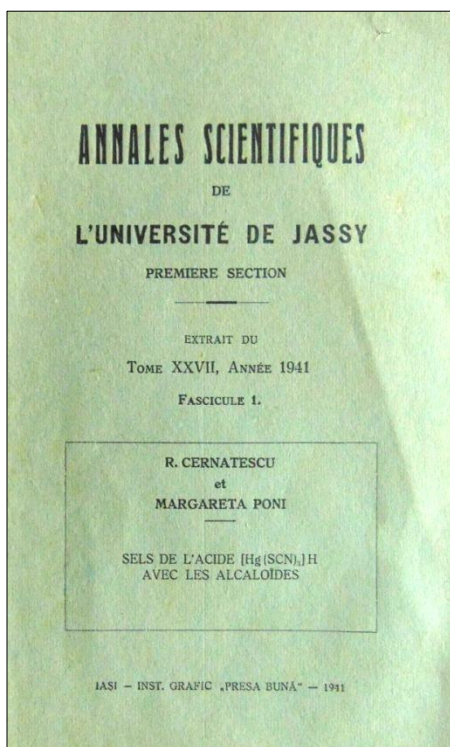 ANNALES SCIENTIFIQUES
DE
L'UNIVERSITÉ DE JASSY
PREMIERE SECTION
EXTRAIT DU
TOME XXVII, ANNÉE 1941
FASCICULE 1.
R. CERNATESCU
et
MARGARETA PONI
SELS DE L'ACIDE [Hg(SCN)₃]H
AVEC LES ALCALOÏDES
IASI – INST. GRAFIC „PRESA BUNĂ" – 1941